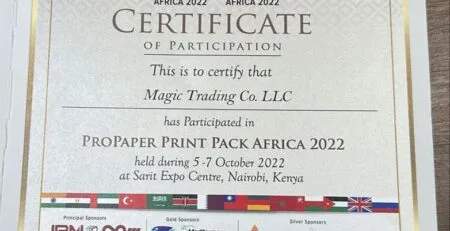 AFRICA 2022 AFRICA 2022
CERTIFICATE
OF PARTICIPATION
This is to certify that
Magic Trading Co. LLC
has Participated in
PROPAPER PRINT PACK AFRICA 2022
held during 5-7 October 2022
at Sarit Expo Centre, Nairobi, Kenya
Principal Sponsors Gold Sponsors Silver Sponsors